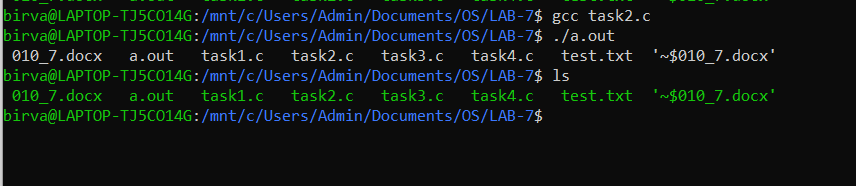 birva@LAPTOP-TJ5CO14G:/mnt/c/Users/Admin/Documents/OS/LAB-7$ gcc task2.c
birva@LAPTOP-TJ5CO14G:/mnt/c/Users/Admin/Documents/OS/LAB-7$ ./a.out
010_7.docx a.out task1.c task2.c task3.c task4.c test.txt '~$010_7.docx'
birva@LAPTOP-TJ5CO14G:/mnt/c/Users/Admin/Documents/OS/LAB-7$ ls
010_7.docx a.out task1.c task2.c task3.c task4.c test.txt '~$010_7.docx'
birva@LAPTOP-TJ5CO14G:/mnt/c/Users/Admin/Documents/OS/LAB-7$